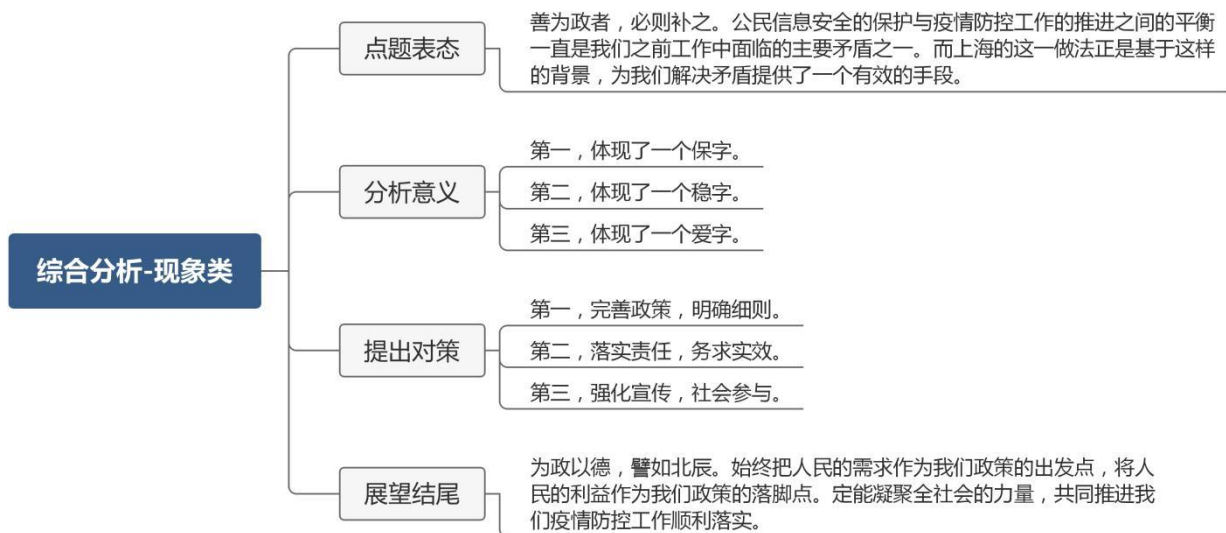 综合分析-现象类
点题表态
善为政者，必则补之。公民信息安全的保护与疫情防控工作的推进之间的平衡
一直是我们之前工作中面临的主要矛盾之一。而上海的这一做法正是基于这样
的背景，为我们解决矛盾提供了一个有效的手段。
分析意义
第一，体现了一个保字。
第二，体现了一个稳字。
第三，体现了一个爱字。
提出对策
第一，完善政策，明确细则。
第二，落实责任，务求实效。
第三，强化宣传，社会参与。
展望结尾
为政以德，譬如北辰。始终把人民的需求作为我们政策的出发点，将人
民的利益作为我们政策的落脚点。定能凝聚全社会的力量，共同推进我
们疫情防控工作顺利落实。